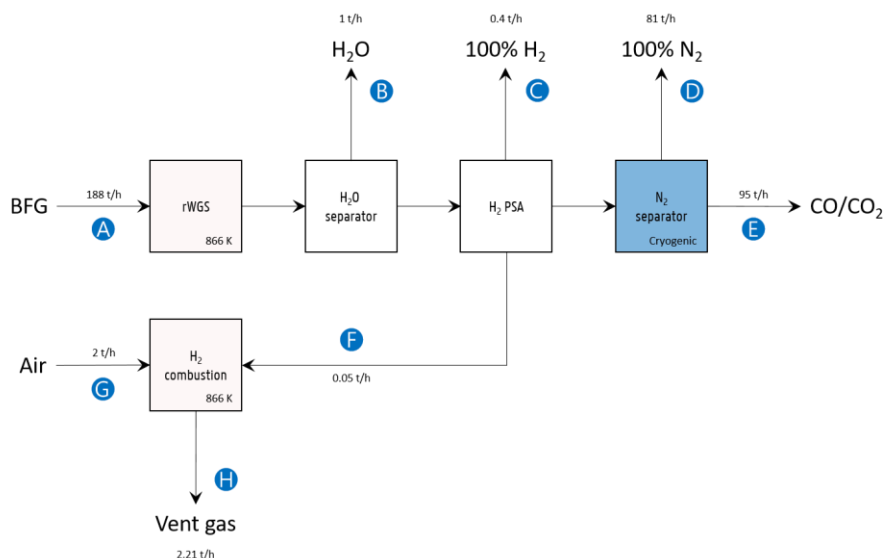 1 t/h
0.4 t/h
81 t/h
H₂O
100% H₂
100% N₂
B
C
D
BFG
188 t/h
A
rWGS
866 K
H₂O
separator
H₂ PSA
N₂
separator
Cryogenic
95 t/h
E
CO/CO₂
F
0.05 t/h
Air
2 t/h
G
H₂
combustion
866 K
H
Vent gas
2.21 t/h